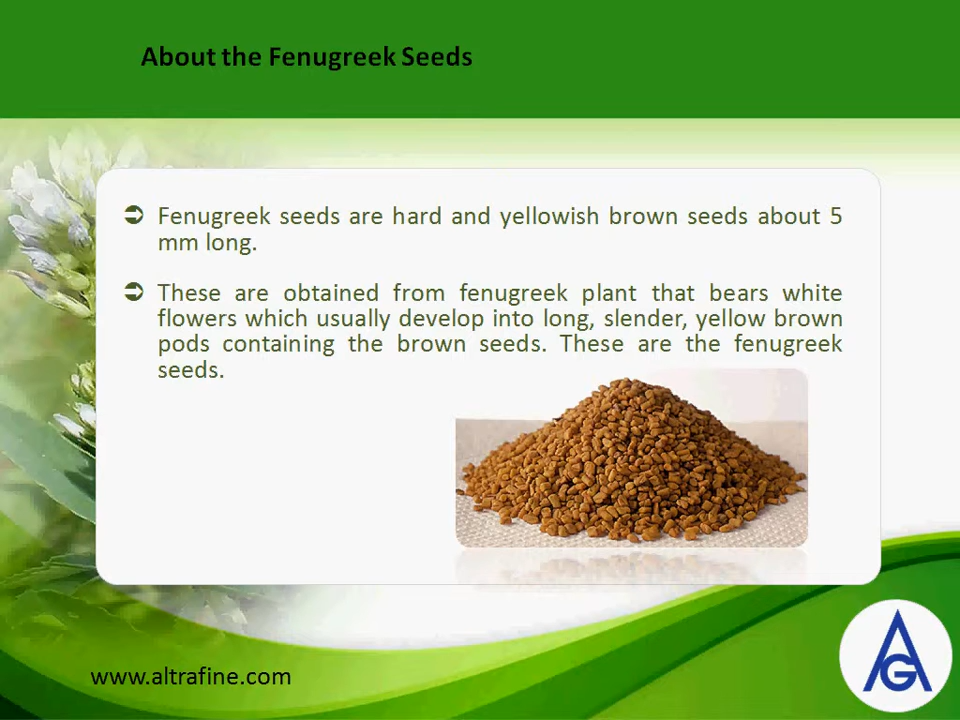 About the Fenugreek Seeds
Fenugreek seeds are hard and yellowish brown seeds about 5
mm long.
These are obtained from fenugreek plant that bears white
flowers which usually develop into long, slender, yellow brown
pods containing the brown seeds. These are the fenugreek
seeds.
www.altrafine.com
AG